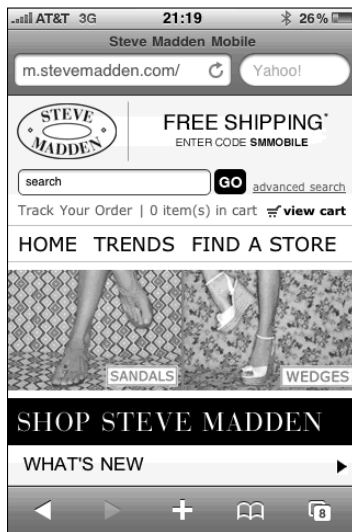 AT&T 3G 21:19 26%
Steve Madden Mobile
m.stevemadden.com/ Yahoo!
STEVE
MADDEN
FREE SHIPPING*
ENTER CODE SMMOBILE
search GO advanced search
Track Your Order | 0 item(s) in cart view cart
HOME TRENDS FIND A STORE
SANDALS WEDGES
SHOP STEVE MADDEN
WHAT'S NEW
8